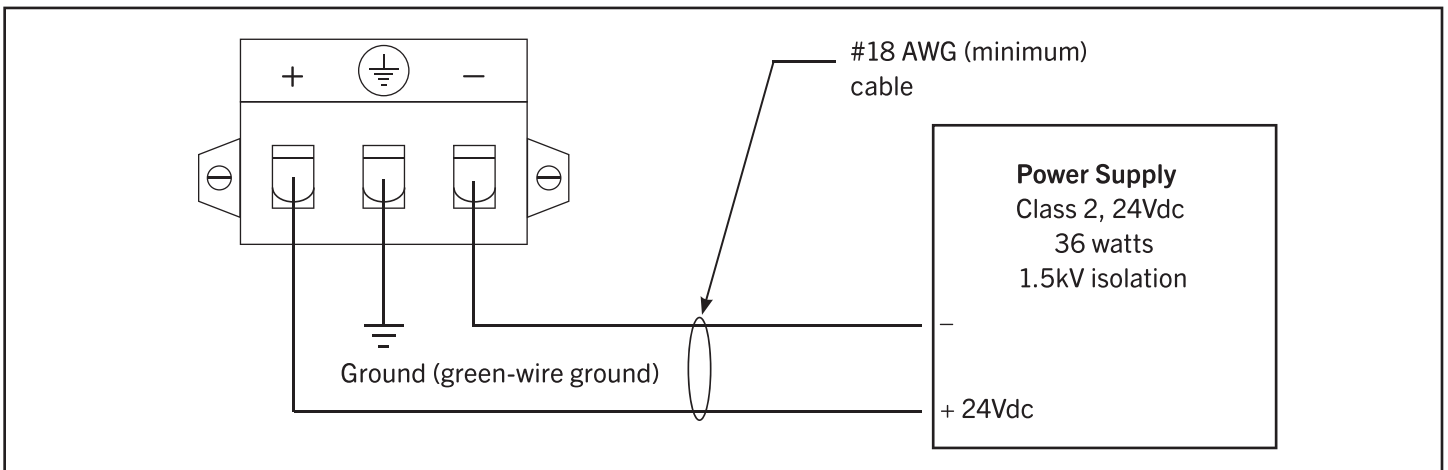 + −
#18 AWG (minimum)
cable
Power Supply
Class 2, 24Vdc
36 watts
1.5kV isolation
−
Ground (green-wire ground)
+ 24Vdc